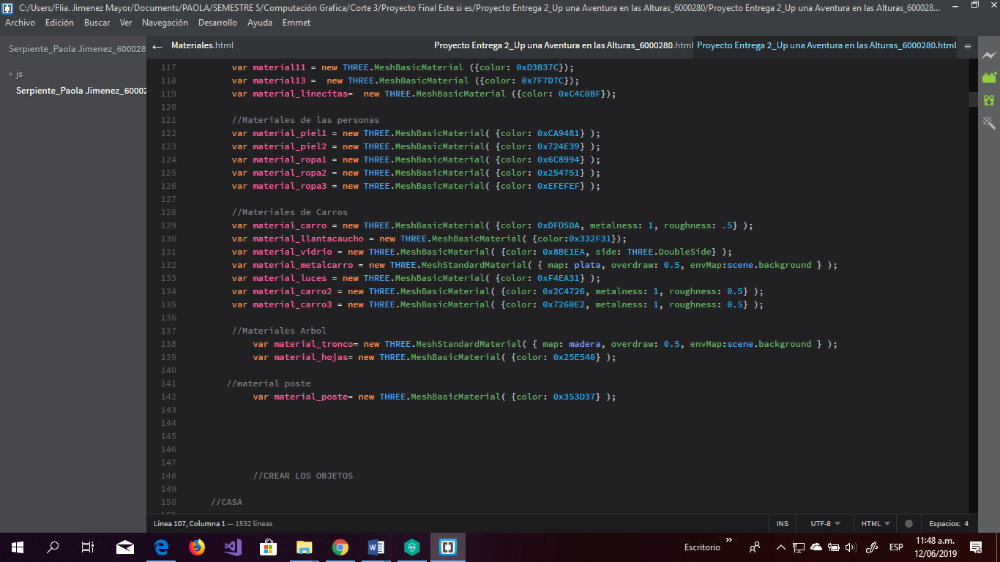 C:/Users/Flia. Jimenez Mayor/Documents/PAOLA/SEMESTRE 5/Computación Grafica/Corte 3/Proyecto Final Este si es/Proyecto Entrega 2_Up una Aventura en las Alturas_6000280/Proyecto Entrega 2_Up una Aventura en las Alturas_600028...
Archivo Edición Buscar Ver Navegación Desarrollo Ayuda Emmet
Serpiente_Paola Jimenez_600028
js
Serpiente_Paola Jimenez_60002
Materiales.html Proyecto Entrega 2_Up una Aventura en las Alturas_6000280.html Proyecto Entrega 2_Up una Aventura en las Alturas_6000280.html
117 var material11 = new THREE.MeshBasicMaterial ({color: 0xD3B37C});
118 var material13 =  new THREE.MeshBasicMaterial ({color: 0x7F7D7C});
119 var material_linecitas=  new THREE.MeshBasicMaterial ({color: 0xC4C0BF});
120
121 //Materiales de las personas
122 var material_piel1 = new THREE.MeshBasicMaterial( {color: 0xCA9481} );
123 var material_piel2 = new THREE.MeshBasicMaterial( {color: 0x724E39} );
124 var material_ropa1 = new THREE.MeshBasicMaterial( {color: 0x6C8994} );
125 var material_ropa2 = new THREE.MeshBasicMaterial( {color: 0x254751} );
126 var material_ropa3 = new THREE.MeshBasicMaterial( {color: 0xEFEFEF} );
127
128 //Materiales de Carros
129 var material_carro = new THREE.MeshBasicMaterial( {color: 0xDFD5DA, metalness: 1, roughness: .5} );
130 var material_llantacaucho = new THREE.MeshBasicMaterial( {color:0x332F31});
131 var material_vidrio = new THREE.MeshBasicMaterial( {color: 0x8BE1EA, side: THREE.DoubleSide} );
132 var material_metalcarro = new THREE.MeshStandardMaterial( { map: plata, overdraw: 0.5, envMap:scene.background } );
133 var material_luces = new THREE.MeshBasicMaterial( {color: 0xF4EA31} );
134 var material_carro2 = new THREE.MeshBasicMaterial( {color: 0x2C4726, metalness: 1, roughness: 0.5} );
135 var material_carro3 = new THREE.MeshBasicMaterial( {color: 0x7260E2, metalness: 1, roughness: 0.5} );
136
137 //Materiales Arbol
138 var material_tronco= new THREE.MeshStandardMaterial( { map: madera, overdraw: 0.5, envMap:scene.background } );
139 var material_hojas= new THREE.MeshBasicMaterial( {color: 0x25E540} );
140
141 //material poste
142 var material_poste= new THREE.MeshBasicMaterial( {color: 0x353D37} );
143
144
145
146
147
148 //CREAR LOS OBJETOS
149
150 //CASA
Línea 107, Columna 1 — 1532 líneas INS UTF-8 HTML Espacios: 4
Escritorio » ESP 11:48 a.m.
12/06/2019